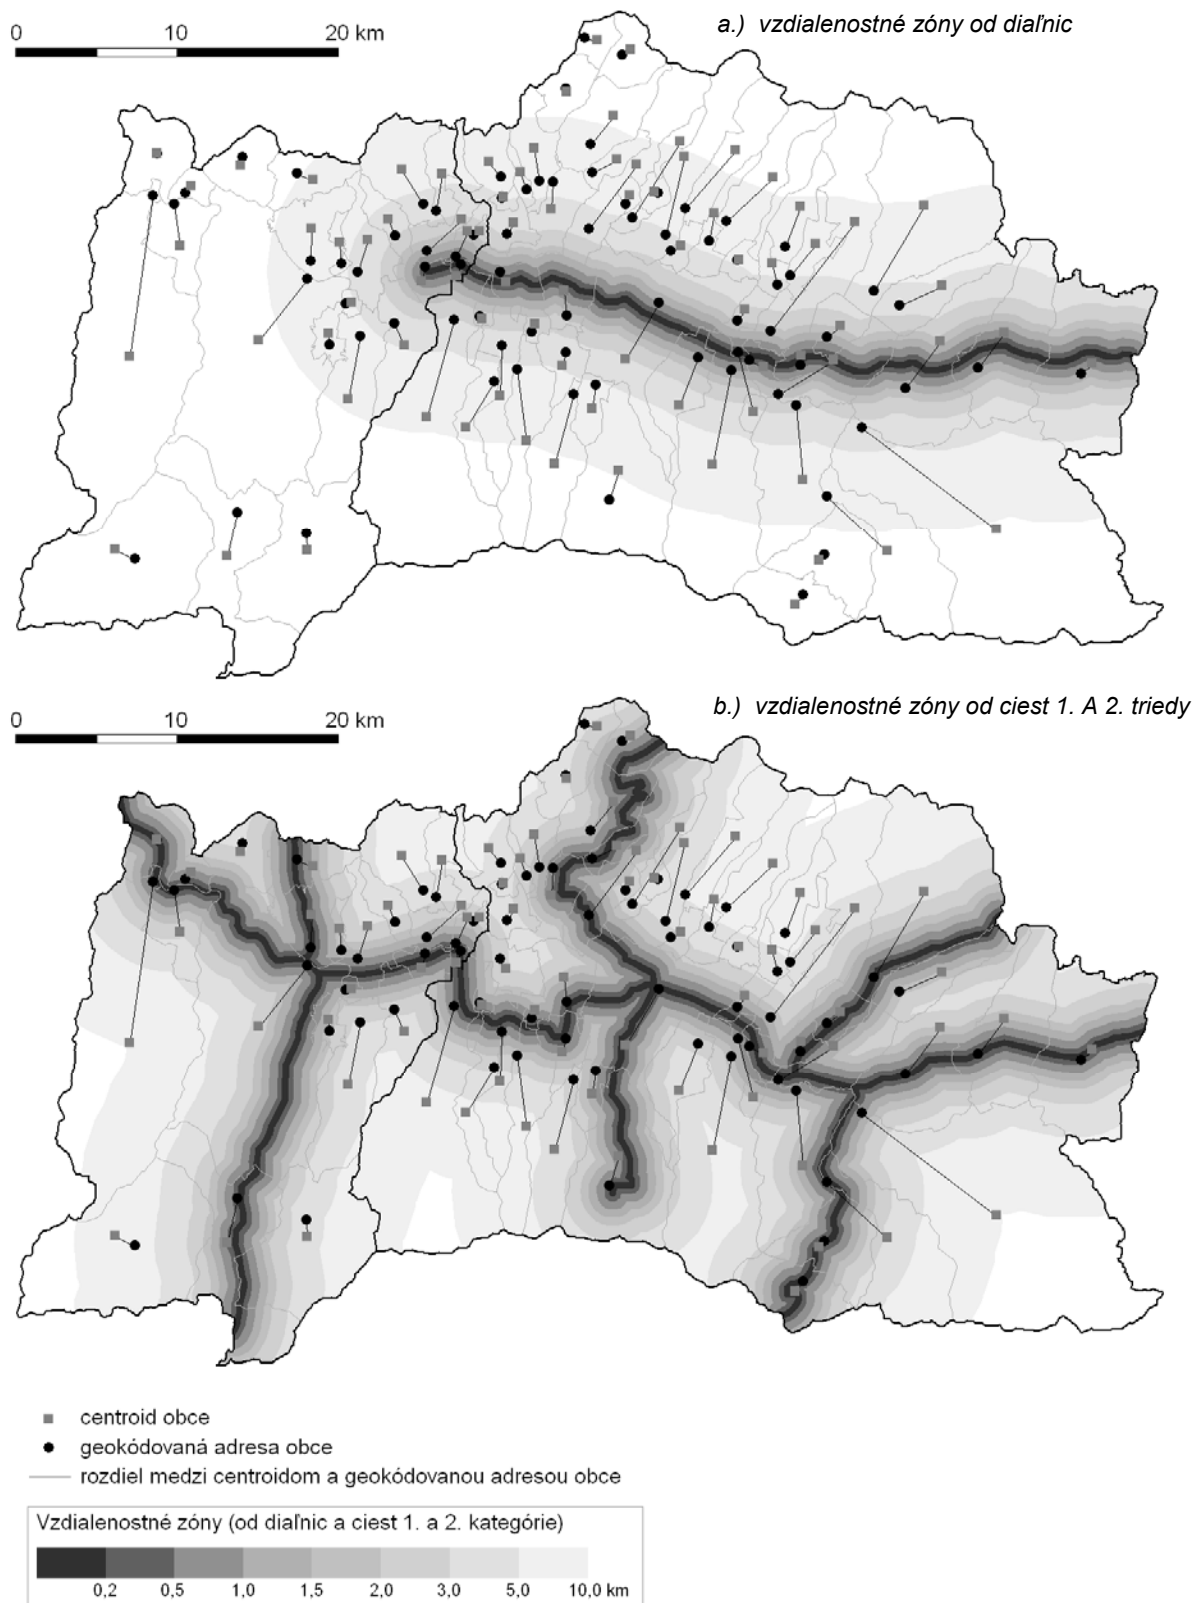 a.) vzdialenostné zóny od diaľnic
0 10 20 km
b.) vzdialenostné zóny od ciest 1. A 2. triedy
0 10 20 km
centroid obce
geokódovaná adresa obce
rozdiel medzi centroidom a geokódovanou adresou obce
Vzdialenostné zóny (od diaľnic a ciest 1. a 2. kategórie)
0,2 0,5 1,0 1,5 2,0 3,0 5,0 10,0 km